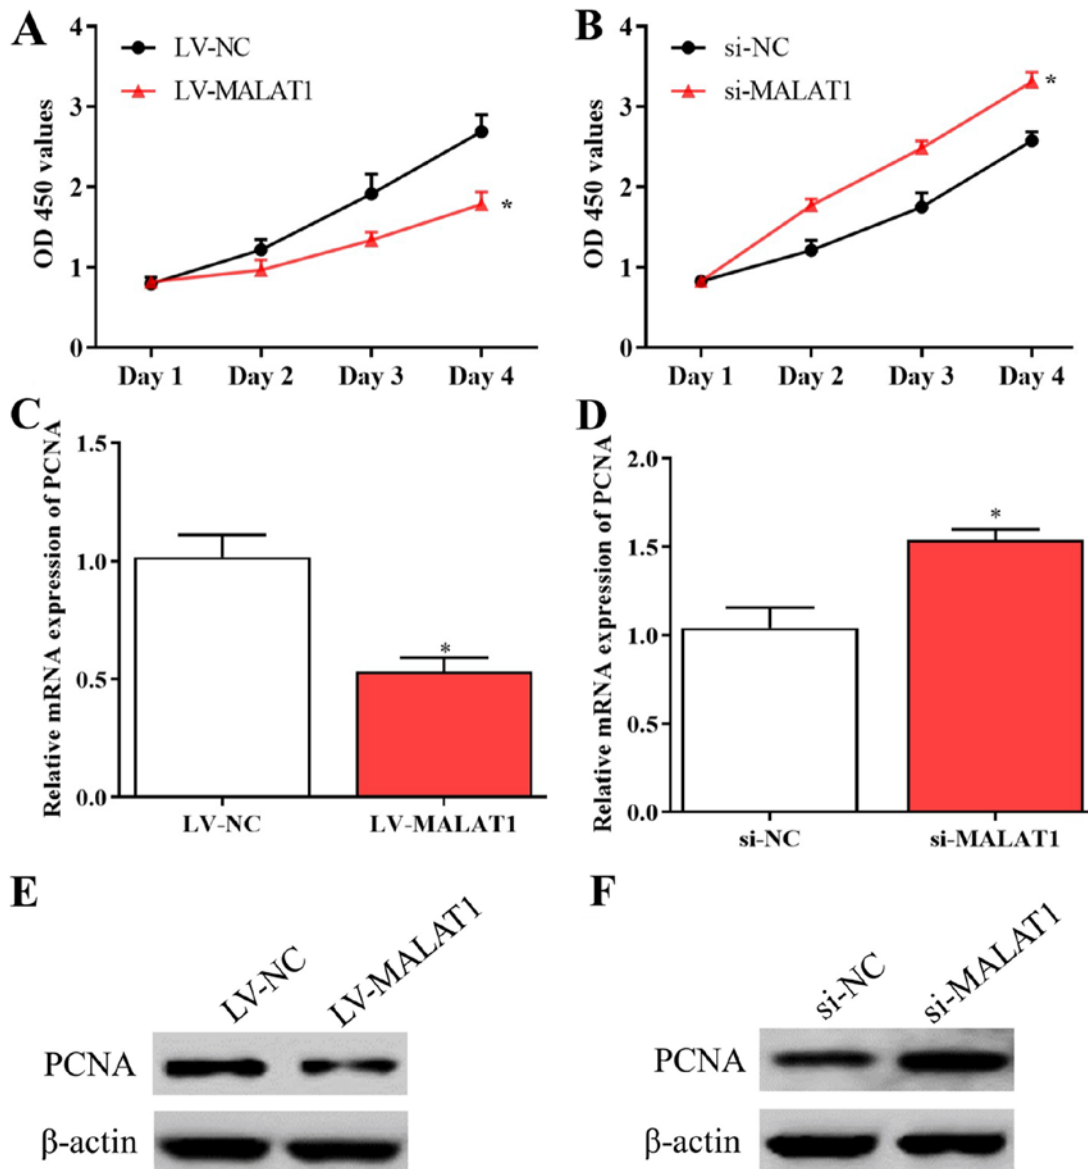 A
4
3
2
1
0
OD 450 values
LV-NC
LV-MALAT1
*
Day 1 Day 2 Day 3 Day 4
B
4
3
2
1
0
OD 450 values
si-NC
si-MALAT1
*
Day 1 Day 2 Day 3 Day 4
C
Relative mRNA expression of PCNA
1.5
1.0
0.5
0.0
*
LV-NC LV-MALAT1
D
Relative mRNA expression of PCNA
2.0
1.5
1.0
0.5
0.0
*
si-NC si-MALAT1
E
LV-NC
LV-MALAT1
PCNA
β-actin
F
si-NC
si-MALAT1
PCNA
β-actin